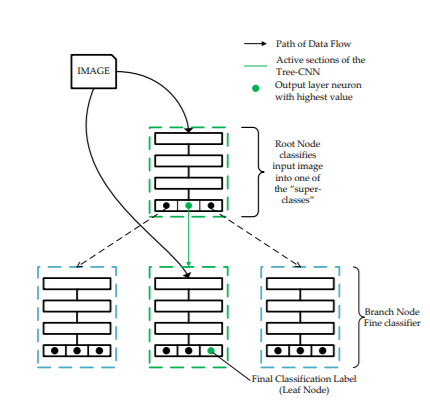 IMAGE
Path of Data Flow
Active sections of the
Tree-CNN
Output layer neuron
with highest value
Root Node
classifies
input image
into one of
the "super-
classes"
Branch Node
Fine classifier
Final Classification Label
(Leaf Node)